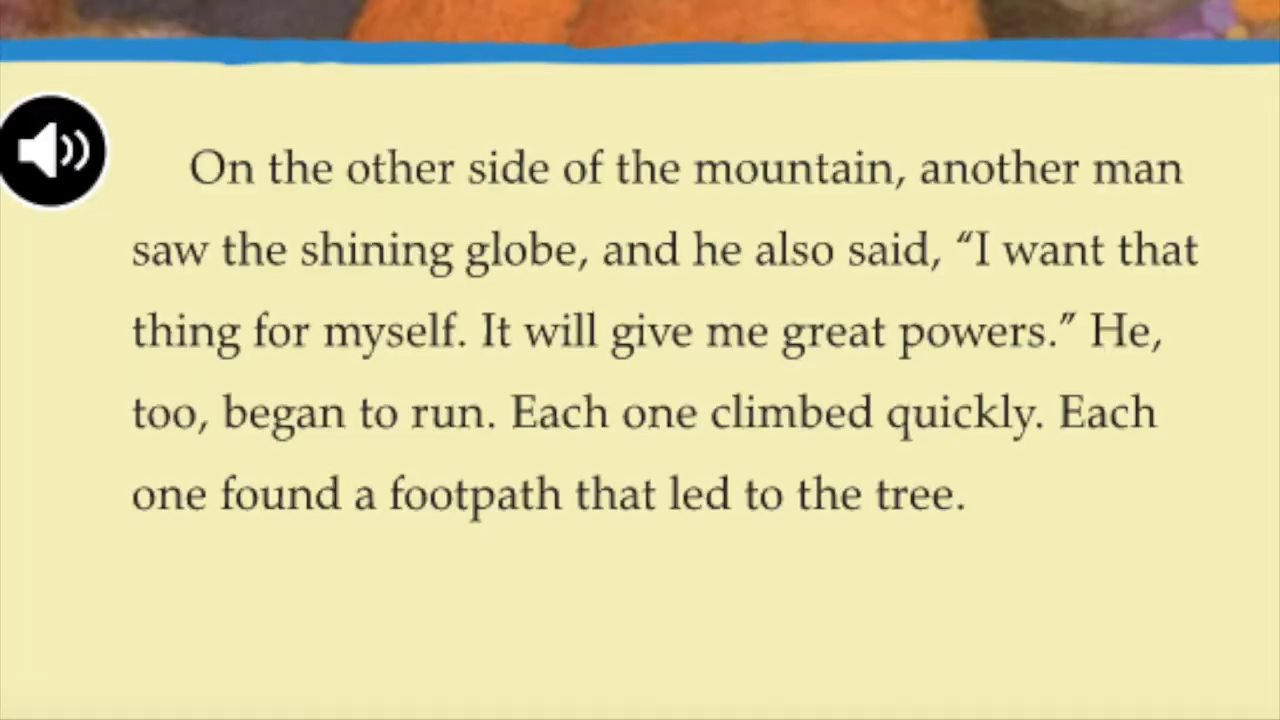 On the other side of the mountain, another man
saw the shining globe, and he also said, “I want that
thing for myself. It will give me great powers.” He,
too, began to run. Each one climbed quickly. Each
one found a footpath that led to the tree.